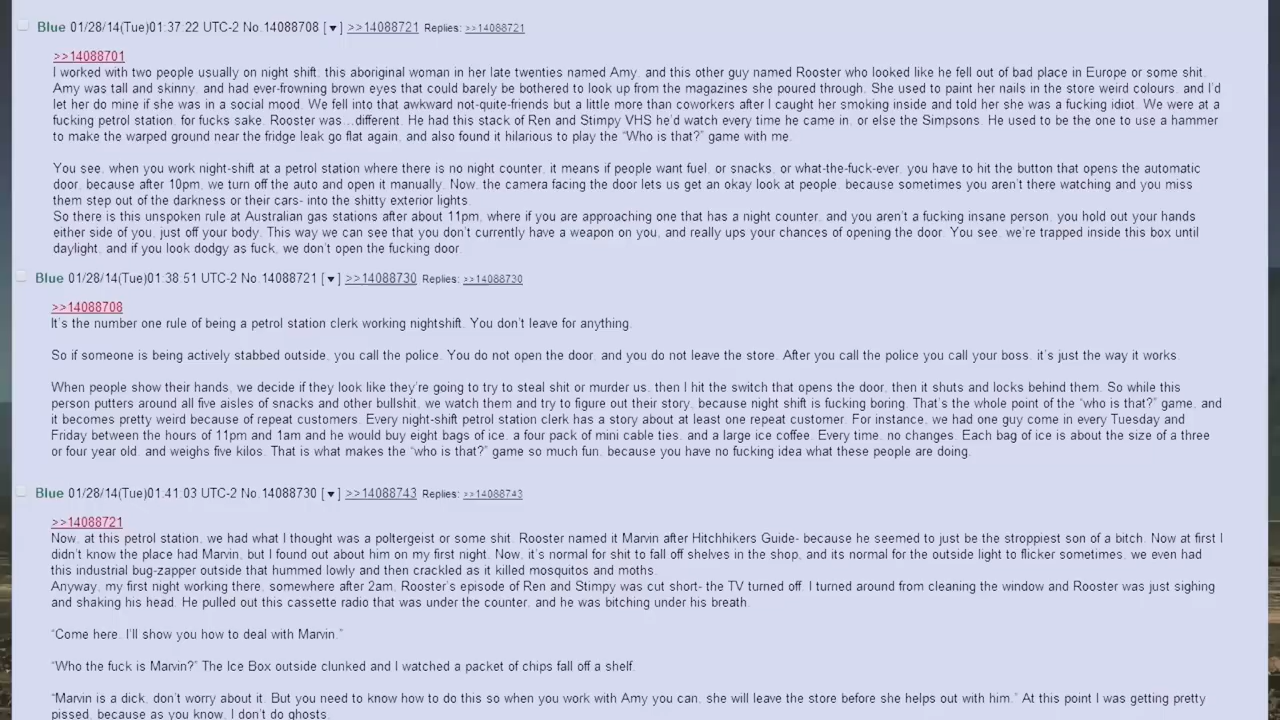 Blue 01/28/14(Tue)01:37:22 UTC-2 No.14088708 [▼] >>14088721 Replies: >>14088721
>>14088701
I worked with two people usually on night shift, this aboriginal woman in her late twenties named Amy, and this other guy named Rooster who looked like he fell out of bad place in Europe or some shit.
Amy was tall and skinny, and had ever-frowning brown eyes that could barely be bothered to look up from the magazines she poured through. She used to paint her nails in the store weird colours, and I'd
let her do mine if she was in a social mood. We fell into that awkward not-quite-friends but a little more than coworkers after I caught her smoking inside and told her she was a fucking idiot. We were at a
fucking petrol station, for fucks sake. Rooster was…different. He had this stack of Ren and Stimpy VHS he'd watch every time he came in, or else the Simpsons. He used to be the one to use a hammer
to make the warped ground near the fridge leak go flat again, and also found it hilarious to play the “Who is that?” game with me.
You see, when you work night-shift at a petrol station where there is no night counter, it means if people want fuel, or snacks, or what-the-fuck-ever, you have to hit the button that opens the automatic
door, because after 10pm, we turn off the auto and open it manually. Now, the camera facing the door lets us get an okay look at people, because sometimes you aren't there watching and you miss
them step out of the darkness or their cars- into the shitty exterior lights.
So there is this unspoken rule at Australian gas stations after about 11pm, where if you are approaching one that has a night counter, and you aren't a fucking insane person, you hold out your hands
either side of you, just off your body. This way we can see that you don't currently have a weapon on you, and really ups your chances of opening the door. You see, we're trapped inside this box until
daylight, and if you look dodgy as fuck, we don't open the fucking door.
Blue 01/28/14(Tue)01:38:51 UTC-2 No.14088721 [▼] >>14088730 Replies: >>14088730
>>14088708
It's the number one rule of being a petrol station clerk working nightshift. You don't leave for anything.
So if someone is being actively stabbed outside, you call the police. You do not open the door, and you do not leave the store. After you call the police you call your boss, it's just the way it works.
When people show their hands, we decide if they look like they're going to try to steal shit or murder us, then I hit the switch that opens the door, then it shuts and locks behind them. So while this
person putters around all five aisles of snacks and other bullshit, we watch them and try to figure out their story, because night shift is fucking boring. That's the whole point of the “who is that?” game, and
it becomes pretty weird because of repeat customers. Every night-shift petrol station clerk has a story about at least one repeat customer. For instance, we had one guy come in every Tuesday and
Friday between the hours of 11pm and 1am and he would buy eight bags of ice, a four pack of mini cable ties, and a large ice coffee. Every time, no changes. Each bag of ice is about the size of a three
or four year old, and weighs five kilos. That is what makes the “who is that?” game so much fun, because you have no fucking idea what these people are doing.
Blue 01/28/14(Tue)01:41:03 UTC-2 No.14088730 [▼] >>14088743 Replies: >>14088743
>>14088721
Now, at this petrol station, we had what I thought was a poltergeist or some shit. Rooster named it Marvin after Hitchhikers Guide- because he seemed to just be the stroppiest son of a bitch. Now at first I
didn't know the place had Marvin, but I found out about him on my first night. Now, it's normal for shit to fall off shelves in the shop, and its normal for the outside light to flicker sometimes, we even had
this industrial bug-zapper outside that hummed lowly and then crackled as it killed mosquitos and moths.
Anyway, my first night working there, somewhere after 2am, Rooster's episode of Ren and Stimpy was cut short- the TV turned off. I turned around from cleaning the window and Rooster was just sighing
and shaking his head. He pulled out this cassette radio that was under the counter, and he was bitching under his breath.
“Come here. I'll show you how to deal with Marvin.”
“Who the fuck is Marvin?” The Ice Box outside clunked and I watched a packet of chips fall off a shelf.
“Marvin is a dick, don't worry about it. But you need to know how to do this so when you work with Amy you can, she will leave the store before she helps out with him.” At this point I was getting pretty
pissed, because as you know, I don't do ghosts.